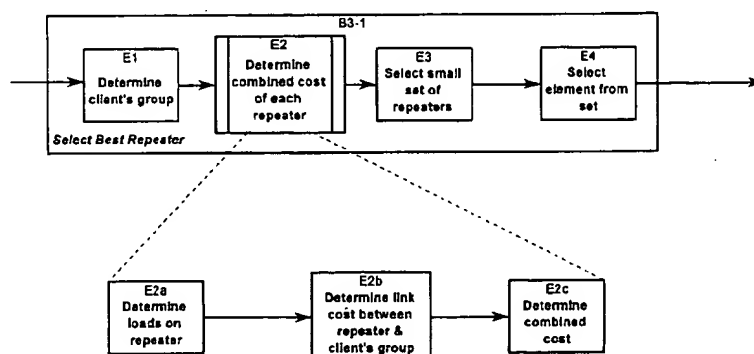 B3-1
E1
Determine
client's group
E2
Determine
combined cost
of each
repeater
E3
Select small
set of
repeaters
E4
Select
element from
set
Select Best Repeater
E2a
Determine
loads on
repeater
E2b
Determine link
cost between
repeater &
client's group
E2c
Determine
combined
cost